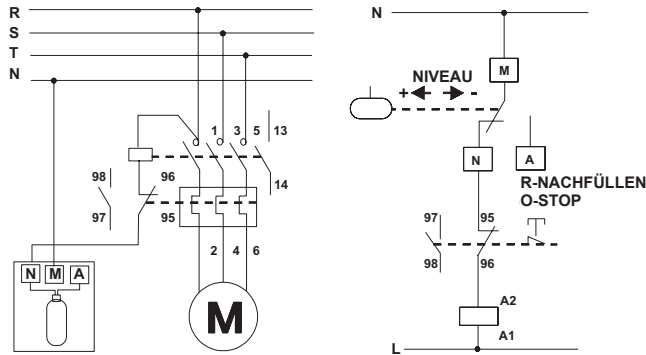 R
S
T
N
1 3 5 13
98 96 14
97 95
2 4 6
N M A
M
N
M
NIVEAU
+ -
N A
R-NACHFÜLLEN
O-STOP
97 95
98 96
A2
A1
L